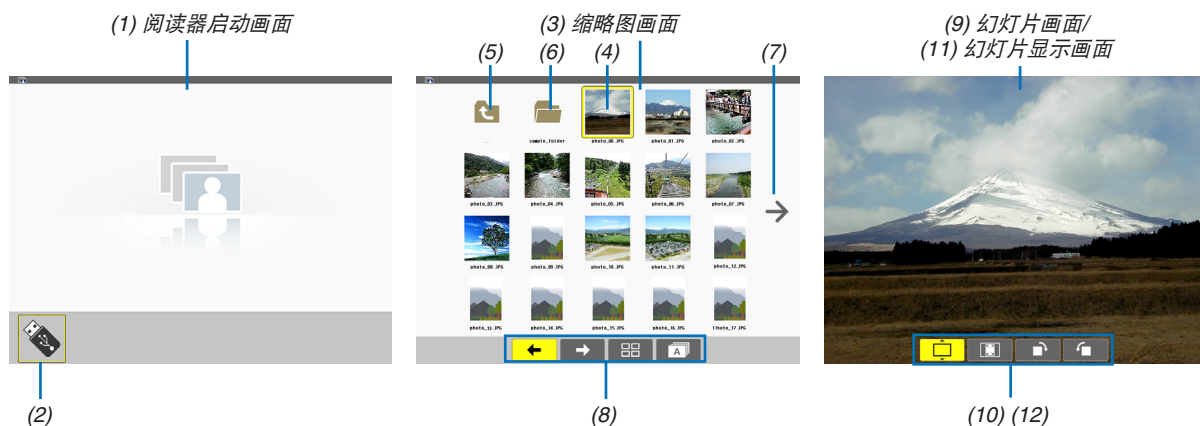 (1) 阅读器启动画面
(3) 缩略图画面
(9) 幻灯片画面/
(11) 幻灯片显示画面
(5)
(6)
(4)
(7)
..
sample_folder
photo_00.JPG
photo_01.JPG
photo_02.JPG
photo_03.JPG
photo_04.JPG
photo_05.JPG
photo_06.JPG
photo_07.JPG
photo_08.JPG
photo_09.JPG
photo_10.JPG
photo_11.JPG
photo_12.JPG
photo_13.JPG
photo_14.JPG
photo_15.JPG
photo_16.JPG
photo_17.JPG
A
(2)
(8)
(10) (12)